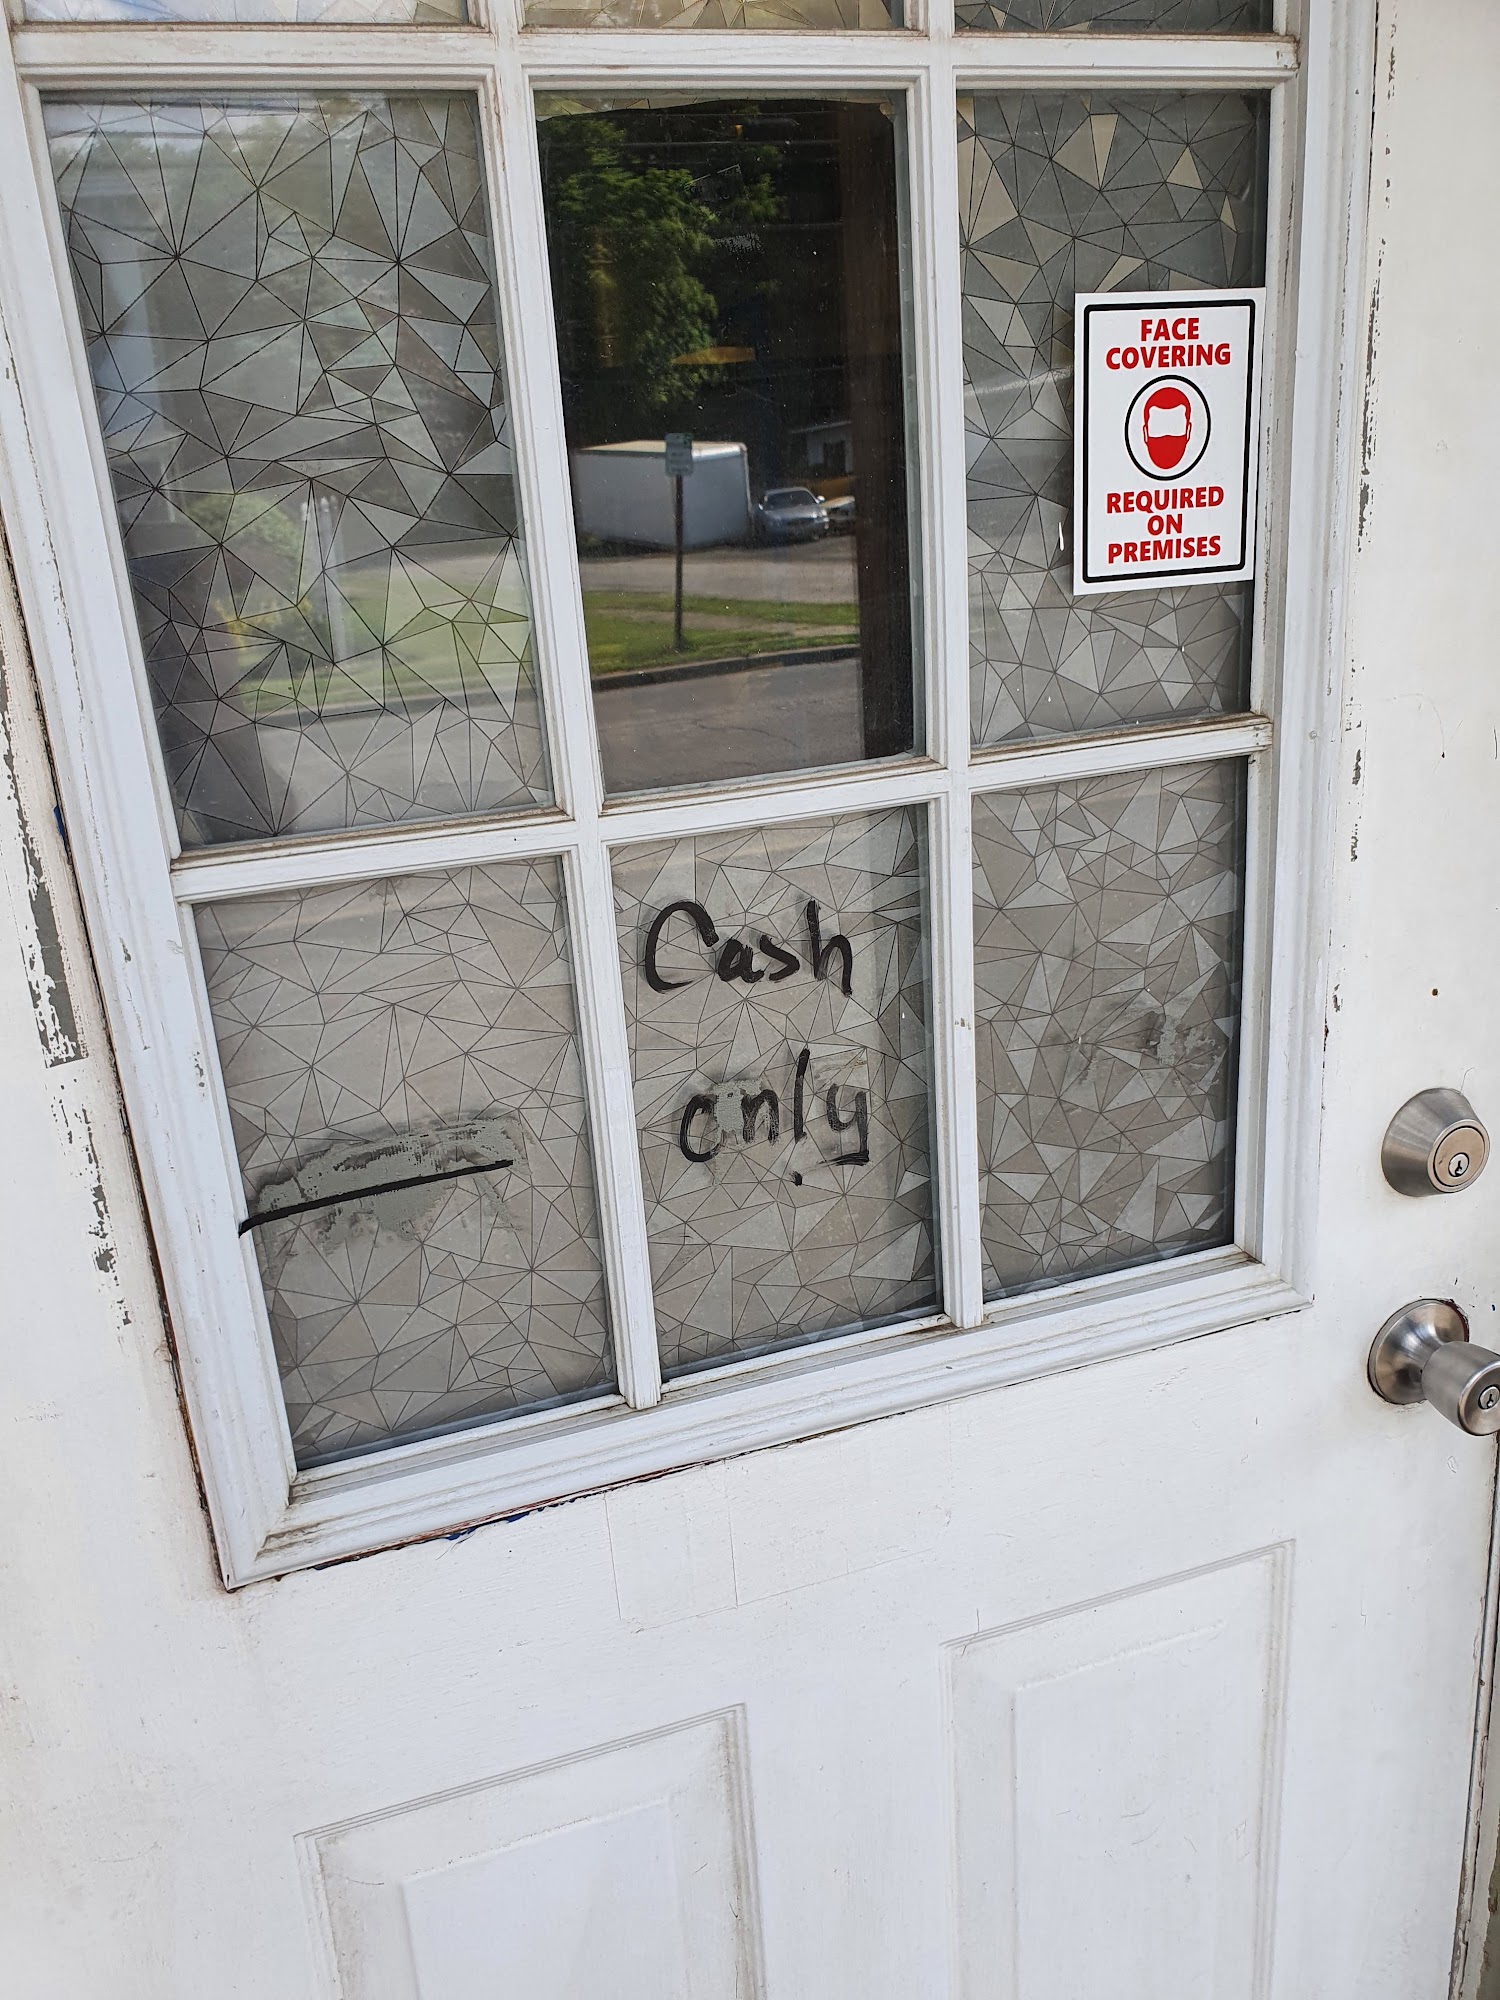 FACE
COVERING
REQUIRED
ON
PREMISES
Cash
only